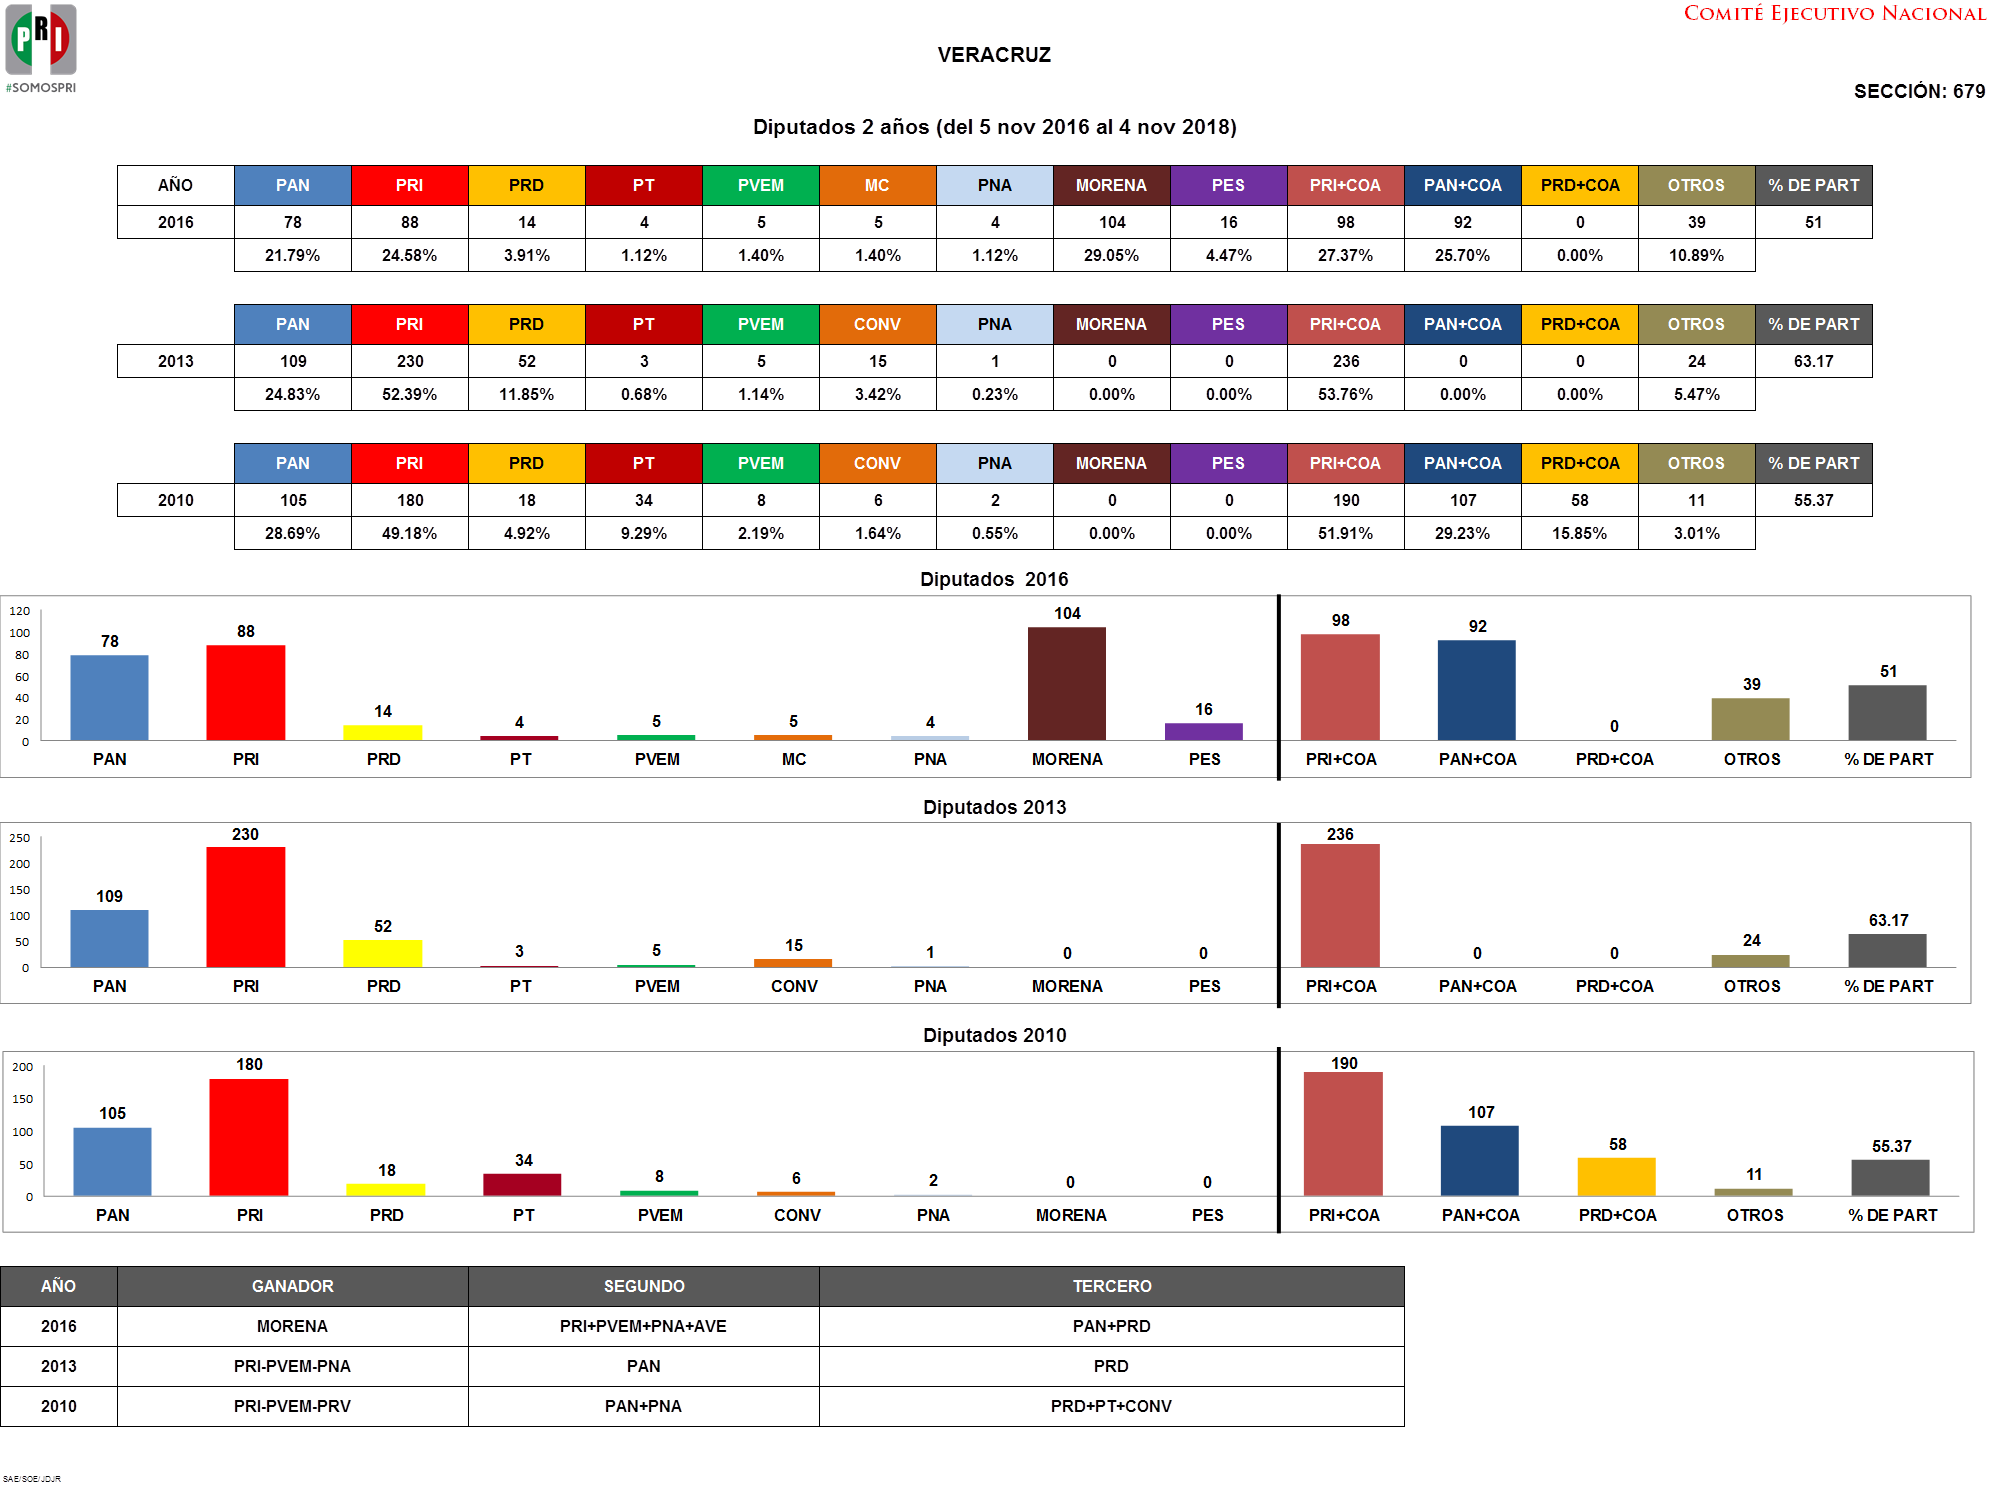 PRI
#SOMOSPRI
COMITÉ EJECUTIVO NACIONAL
VERACRUZ
SECCIÓN: 679
Diputados 2 años (del 5 nov 2016 al 4 nov 2018)
AÑO PAN PRI PRD PT PVEM MC PNA MORENA PES PRI+COA PAN+COA PRD+COA OTROS % DE PART
2016 78 88 14 4 5 5 4 104 16 98 92 0 39 51
21.79% 24.58% 3.91% 1.12% 1.40% 1.40% 1.12% 29.05% 4.47% 27.37% 25.70% 0.00% 10.89%
PAN PRI PRD PT PVEM CONV PNA MORENA PES PRI+COA PAN+COA PRD+COA OTROS % DE PART
2013 109 230 52 3 5 15 1 0 0 236 0 0 24 63.17
24.83% 52.39% 11.85% 0.68% 1.14% 3.42% 0.23% 0.00% 0.00% 53.76% 0.00% 0.00% 5.47%
PAN PRI PRD PT PVEM CONV PNA MORENA PES PRI+COA PAN+COA PRD+COA OTROS % DE PART
2010 105 180 18 34 8 6 2 0 0 190 107 58 11 55.37
28.69% 49.18% 4.92% 9.29% 2.19% 1.64% 0.55% 0.00% 0.00% 51.91% 29.23% 15.85% 3.01%
Diputados 2016
120
100
80
60
40
20
0
78 88 14 4 5 5 4 104 16 98 92 0 39 51
PAN PRI PRD PT PVEM MC PNA MORENA PES PRI+COA PAN+COA PRD+COA OTROS % DE PART
Diputados 2013
250
200
150
100
50
0
109 230 52 3 5 15 1 0 0 236 0 0 24 63.17
PAN PRI PRD PT PVEM CONV PNA MORENA PES PRI+COA PAN+COA PRD+COA OTROS % DE PART
Diputados 2010
200
150
100
50
0
105 180 18 34 8 6 2 0 0 190 107 58 11 55.37
PAN PRI PRD PT PVEM CONV PNA MORENA PES PRI+COA PAN+COA PRD+COA OTROS % DE PART
AÑO GANADOR SEGUNDO TERCERO
2016 MORENA PRI+PVEM+PNA+AVE PAN+PRD
2013 PRI-PVEM-PNA PAN PRD
2010 PRI-PVEM-PRV PAN+PNA PRD+PT+CONV
SAE/SOE/JDJR